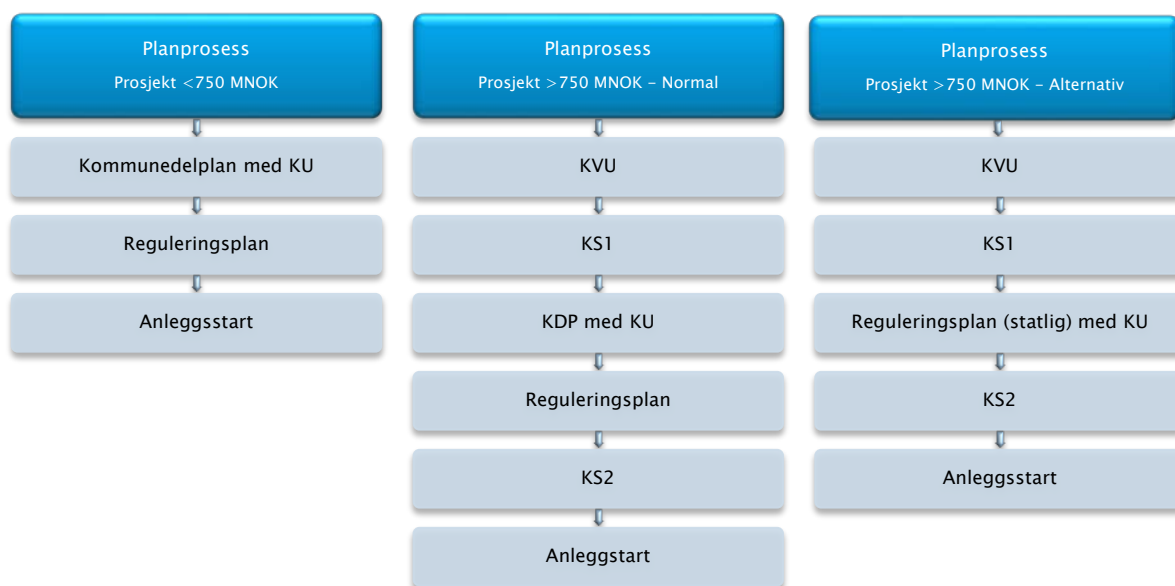 Planprosess
Prosjekt <750 MNOK
Kommunedelplan med KU
Reguleringsplan
Anleggsstart
Planprosess
Prosjekt >750 MNOK – Normal
KVU
KS1
KDP med KU
Reguleringsplan
KS2
Anleggstart
Planprosess
Prosjekt >750 MNOK – Alternativ
KVU
KS1
Reguleringsplan (statlig) med KU
KS2
Anleggsstart